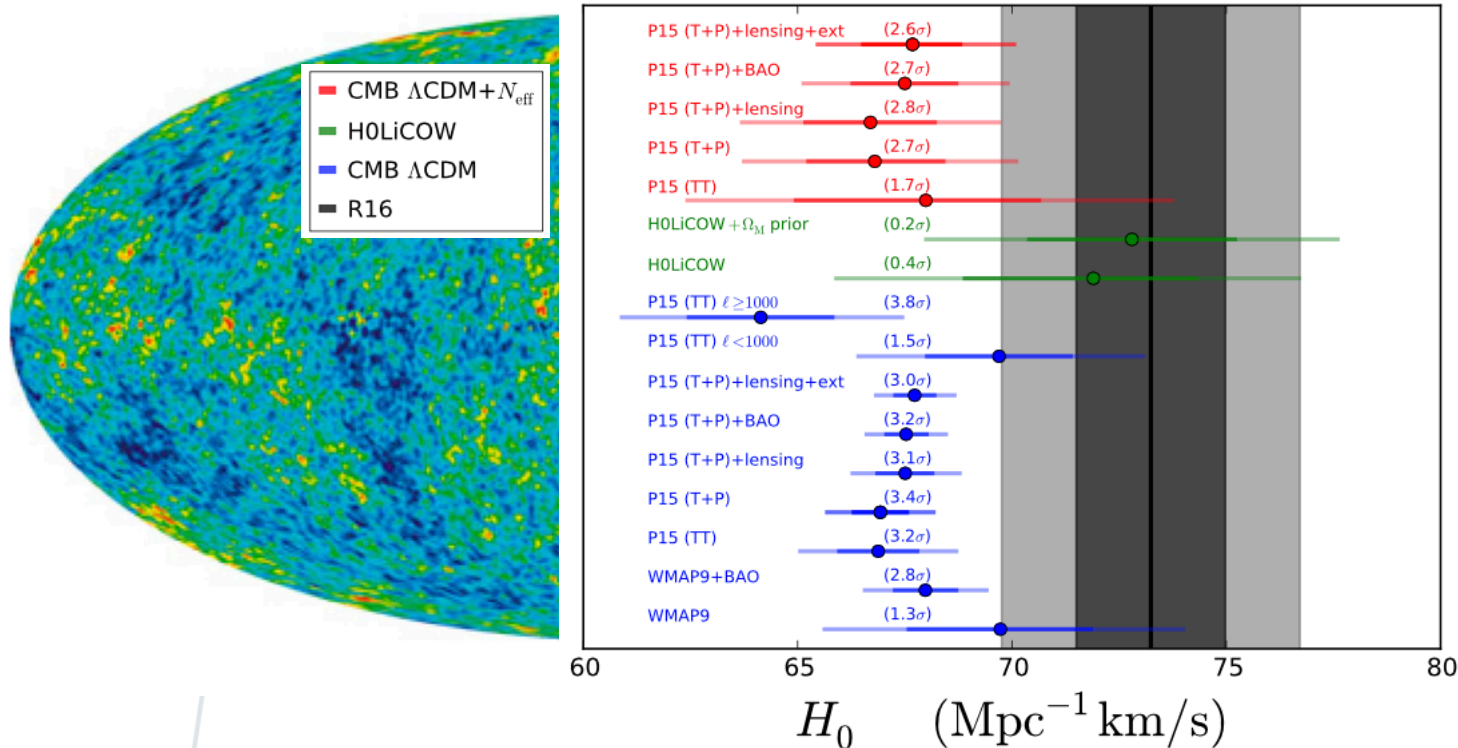 CMB ΛCDM+N_eff
H0LiCOW
CMB ΛCDM
R16
P15 (T+P)+lensing+ext (2.6σ)
P15 (T+P)+BAO (2.7σ)
P15 (T+P)+lensing (2.8σ)
P15 (T+P) (2.7σ)
P15 (TT) (1.7σ)
H0LiCOW +Ω_M prior (0.2σ)
H0LiCOW (0.4σ)
P15 (TT) ℓ ≥1000 (3.8σ)
P15 (TT) ℓ <1000 (1.5σ)
P15 (T+P)+lensing+ext (3.0σ)
P15 (T+P)+BAO (3.2σ)
P15 (T+P)+lensing (3.1σ)
P15 (T+P) (3.4σ)
P15 (TT) (3.2σ)
WMAP9+BAO (2.8σ)
WMAP9 (1.3σ)
60 65 70 75 80
H₀ (Mpc⁻¹ km/s)